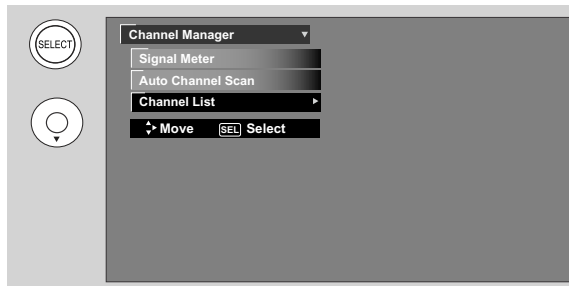 SELECT
Channel Manager
Signal Meter
Auto Channel Scan
Channel List
Move SEL Select